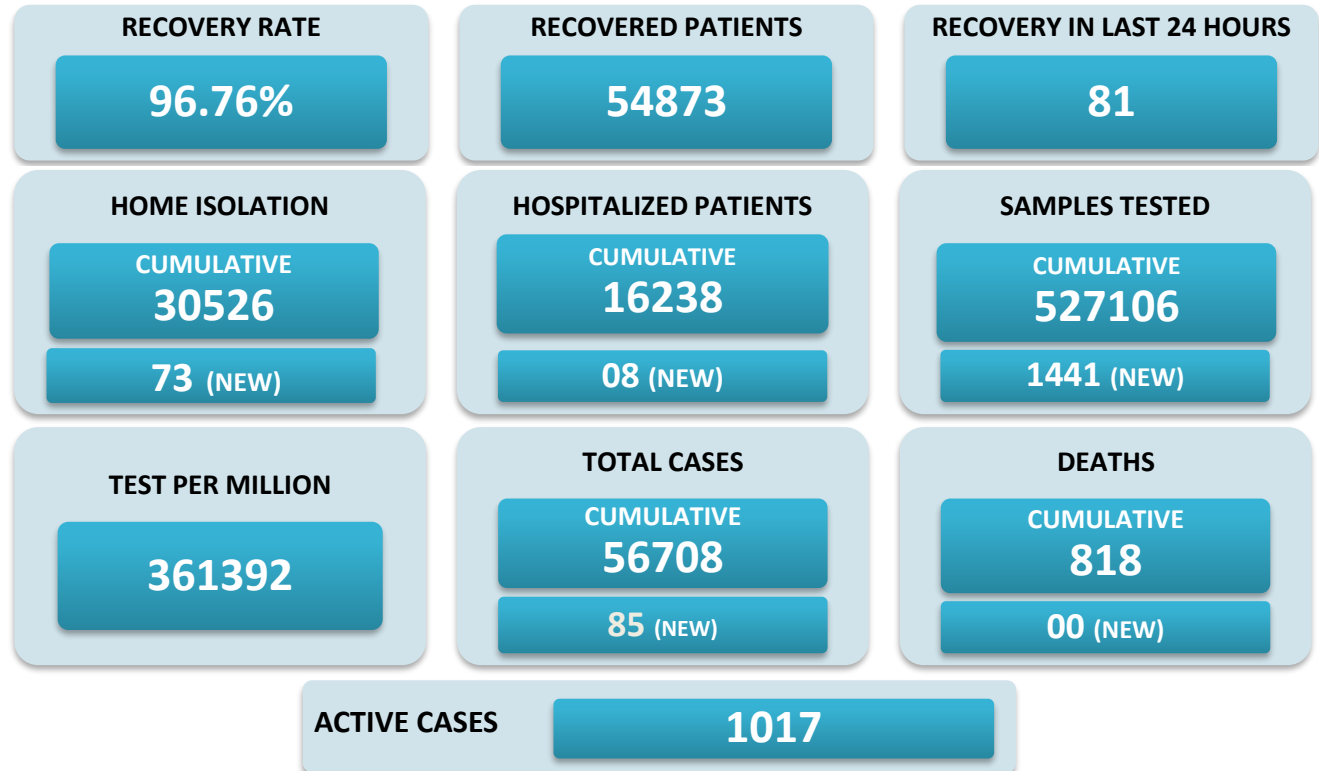 RECOVERY RATE
96.76%
RECOVERED PATIENTS
54873
RECOVERY IN LAST 24 HOURS
81
HOME ISOLATION
CUMULATIVE
30526
73 (NEW)
HOSPITALIZED PATIENTS
CUMULATIVE
16238
08 (NEW)
SAMPLES TESTED
CUMULATIVE
527106
1441 (NEW)
TEST PER MILLION
361392
TOTAL CASES
CUMULATIVE
56708
85 (NEW)
DEATHS
CUMULATIVE
818
00 (NEW)
ACTIVE CASES
1017